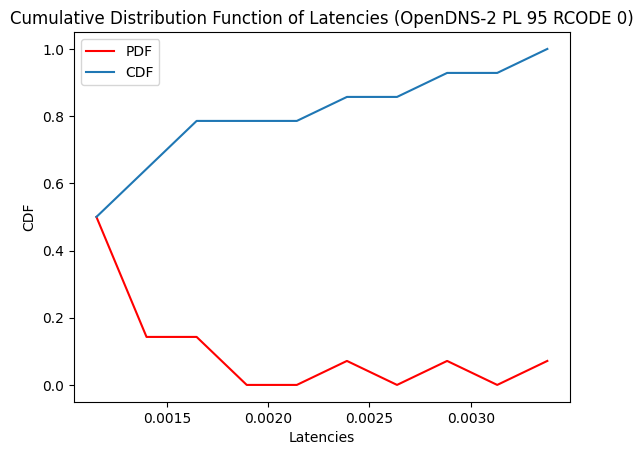 Cumulative Distribution Function of Latencies (OpenDNS-2 PL 95 RCODE 0)
PDF
CDF
1.0
0.8
0.6
0.4
0.2
0.0
CDF
0.0015
0.0020
0.0025
0.0030
Latencies